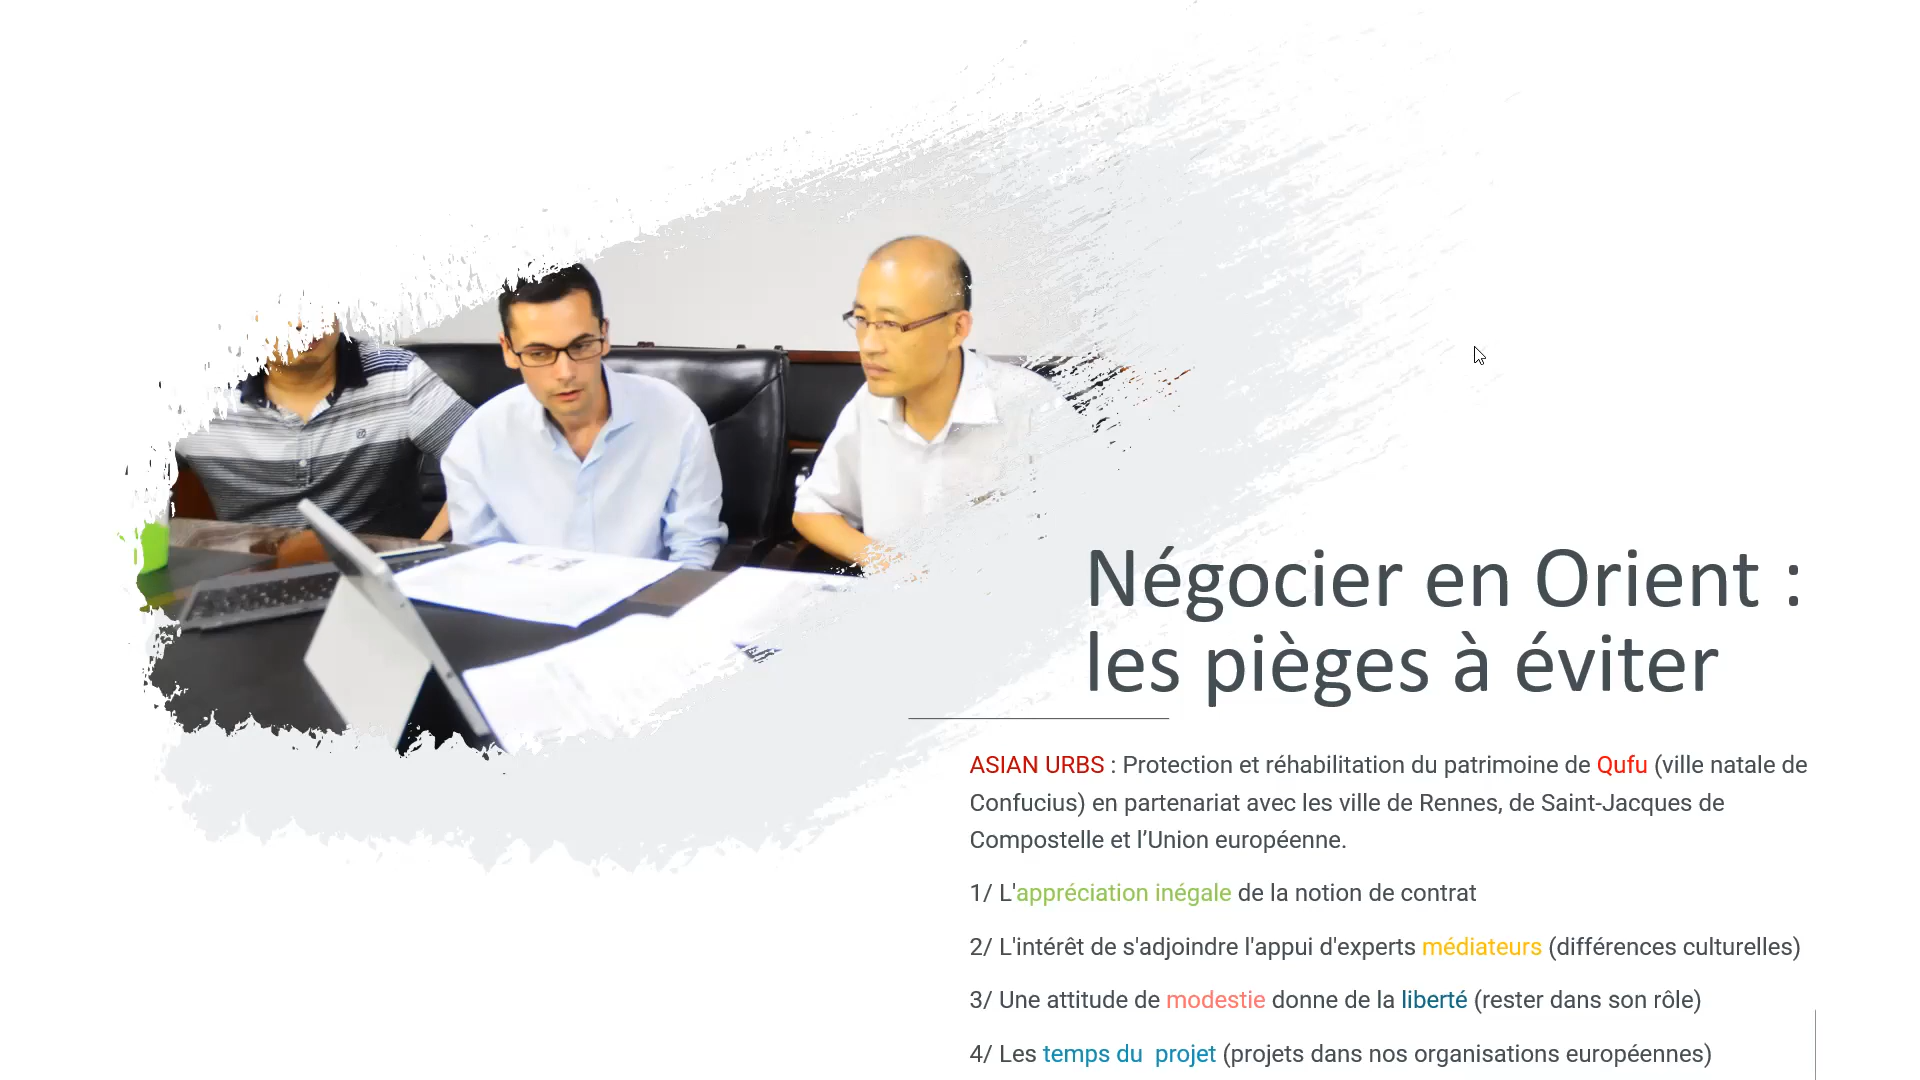 Négocier en Orient :
les pièges à éviter
ASIAN URBS : Protection et réhabilitation du patrimoine de Qufu (ville natale de
Confucius) en partenariat avec les ville de Rennes, de Saint-Jacques de
Compostelle et l’Union européenne.
1/ L'appréciation inégale de la notion de contrat
2/ L'intérêt de s'adjoindre l'appui d'experts médiateurs (différences culturelles)
3/ Une attitude de modestie donne de la liberté (rester dans son rôle)
4/ Les temps du  projet (projets dans nos organisations européennes)